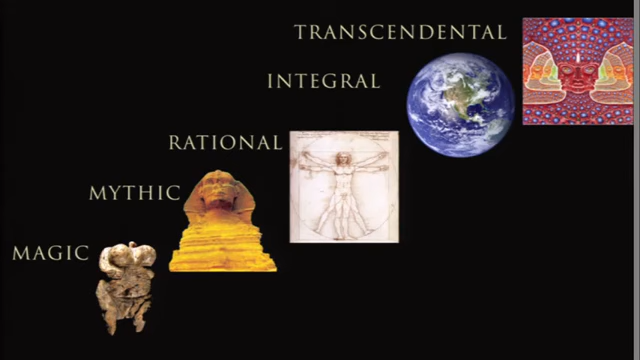 TRANSCENDENTAL
INTEGRAL
RATIONAL
MYTHIC
MAGIC